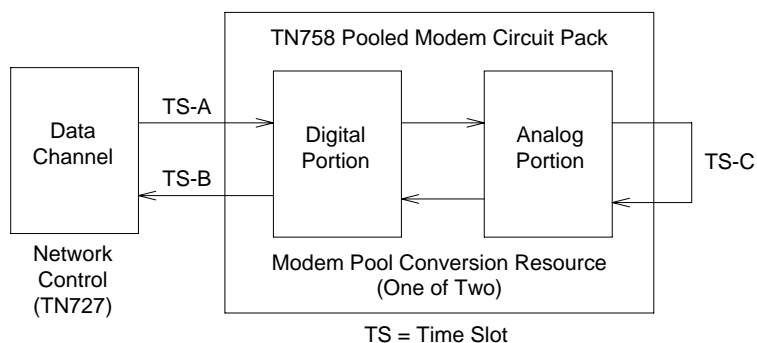 TN758 Pooled Modem Circuit Pack
Data
Channel
TS-A
TS-B
Digital
Portion
Analog
Portion
TS-C
Network
Control
(TN727)
Modem Pool Conversion Resource
(One of Two)
TS = Time Slot